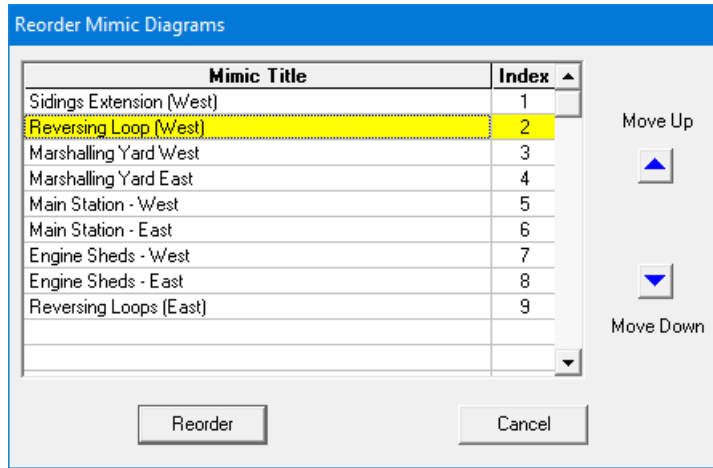 Reorder Mimic Diagrams
Mimic Title Index
Sidings Extension (West) 1
Reversing Loop (West) 2
Marshalling Yard West 3
Marshalling Yard East 4
Main Station - West 5
Main Station - East 6
Engine Sheds - West 7
Engine Sheds - East 8
Reversing Loops (East) 9
Move Up
Move Down
Reorder Cancel